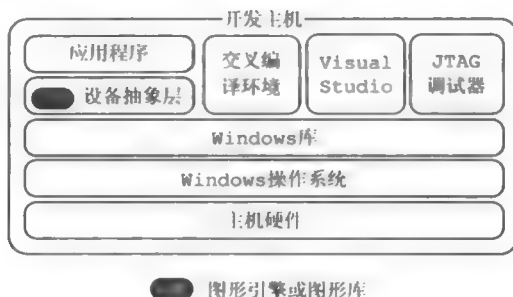 开发主机
应用程序
设备抽象层
交叉编
译环境
Visual
Studio
JTAG
调试器
Windows库
Windows操作系统
主机硬件
图形引擎或图形库